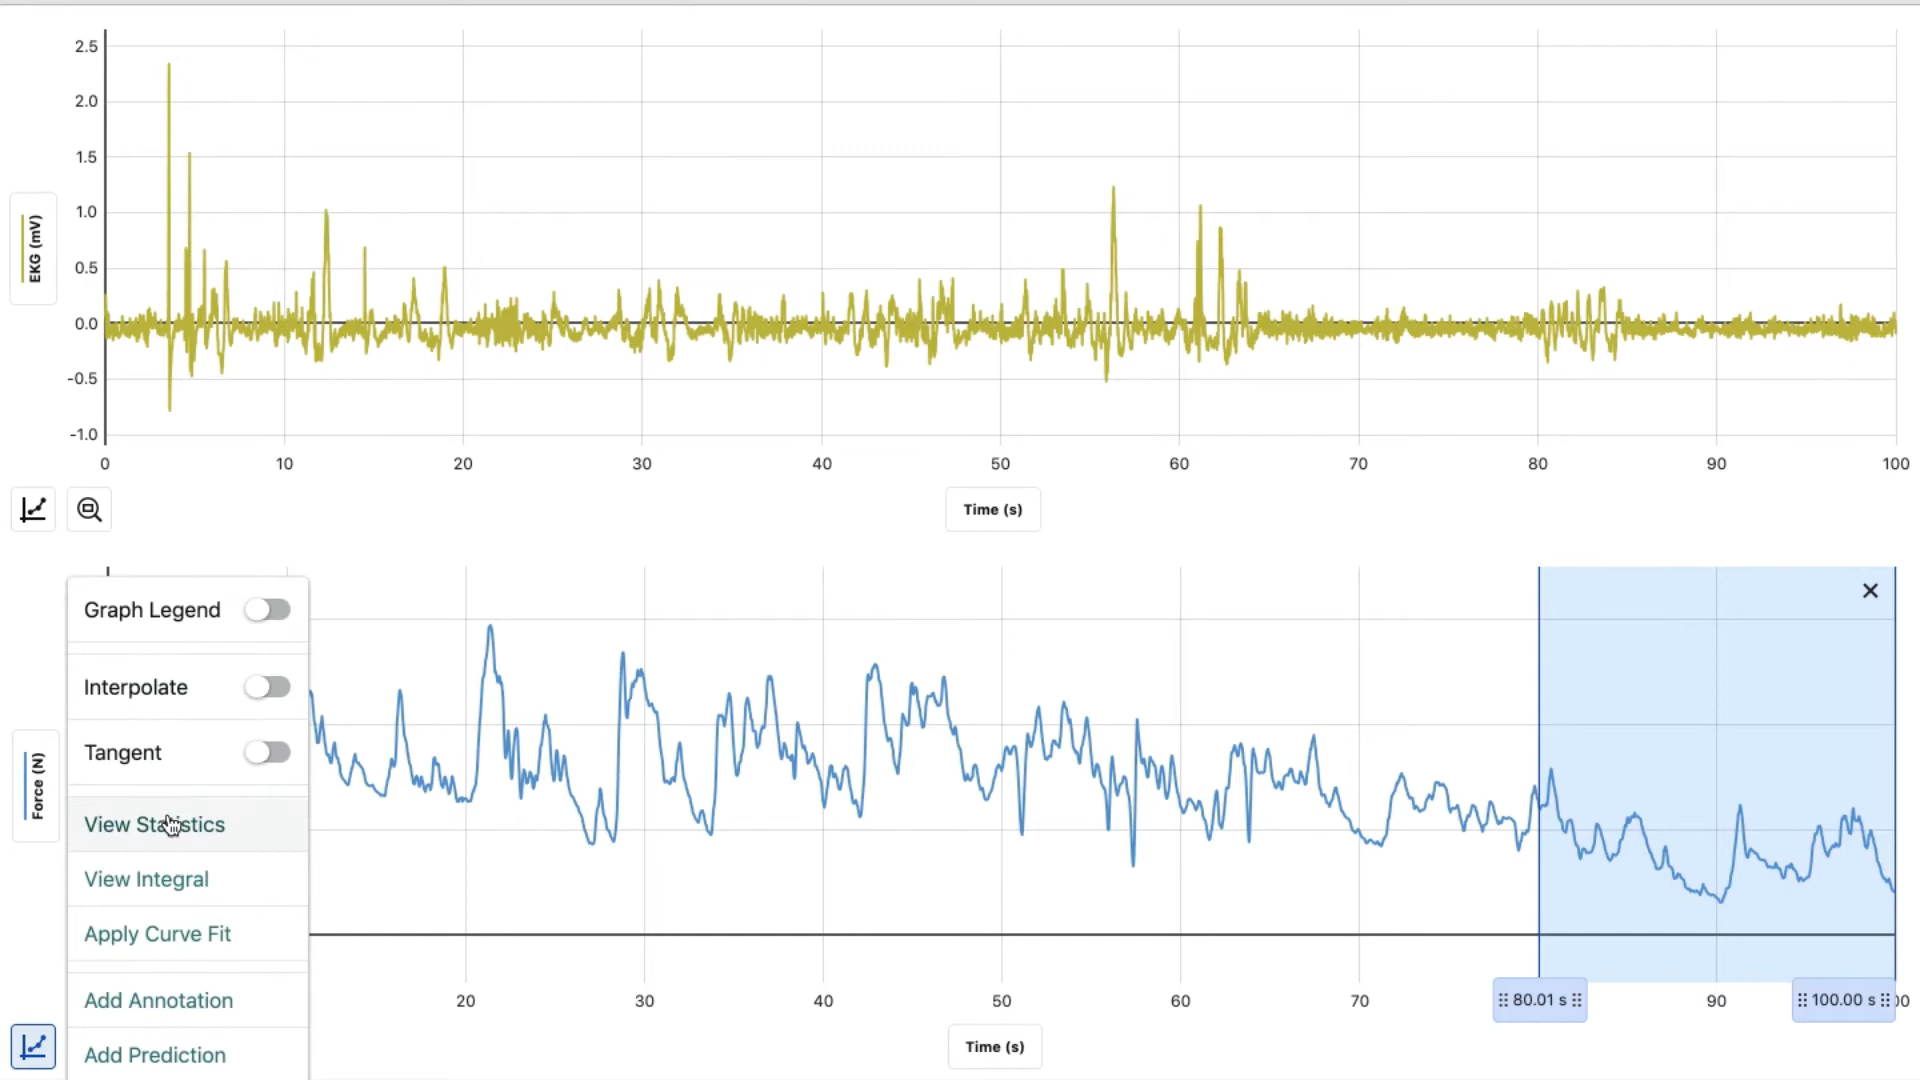 2.5
2.0
1.5
1.0
0.5
0.0
-0.5
-1.0
EKG (mV)
0 10 20 30 40 50 60 70 80 90 100
Time (s)
Graph Legend
Interpolate
Tangent
View Statistics
View Integral
Apply Curve Fit
Add Annotation
Add Prediction
Force (N)
20 30 40 50 60 70 80.01 s 90 100.00 s 00
Time (s)